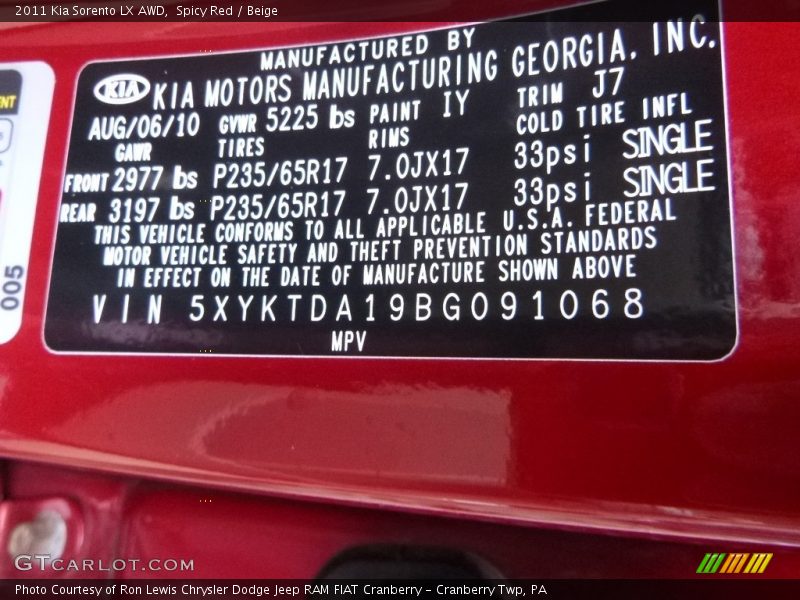 2011 Kia Sorento LX AWD, Spicy Red / Beige
ENT
005
MANUFACTURED BY
KIA KIA MOTORS MANUFACTURING GEORGIA, INC.
AUG/06/10 GVWR 5225 lbs PAINT IY TRIM J7
GAWR TIRES RIMS COLD TIRE INFL
FRONT 2977 lbs P235/65R17 7.0JX17 33psi SINGLE
REAR 3197 lbs P235/65R17 7.0JX17 33psi SINGLE
THIS VEHICLE CONFORMS TO ALL APPLICABLE U.S.A. FEDERAL
MOTOR VEHICLE SAFETY AND THEFT PREVENTION STANDARDS
IN EFFECT ON THE DATE OF MANUFACTURE SHOWN ABOVE
VIN 5XYKTDA19BG091068
MPV
GTCARLOT.COM
Photo Courtesy of Ron Lewis Chrysler Dodge Jeep RAM FIAT Cranberry - Cranberry Twp, PA